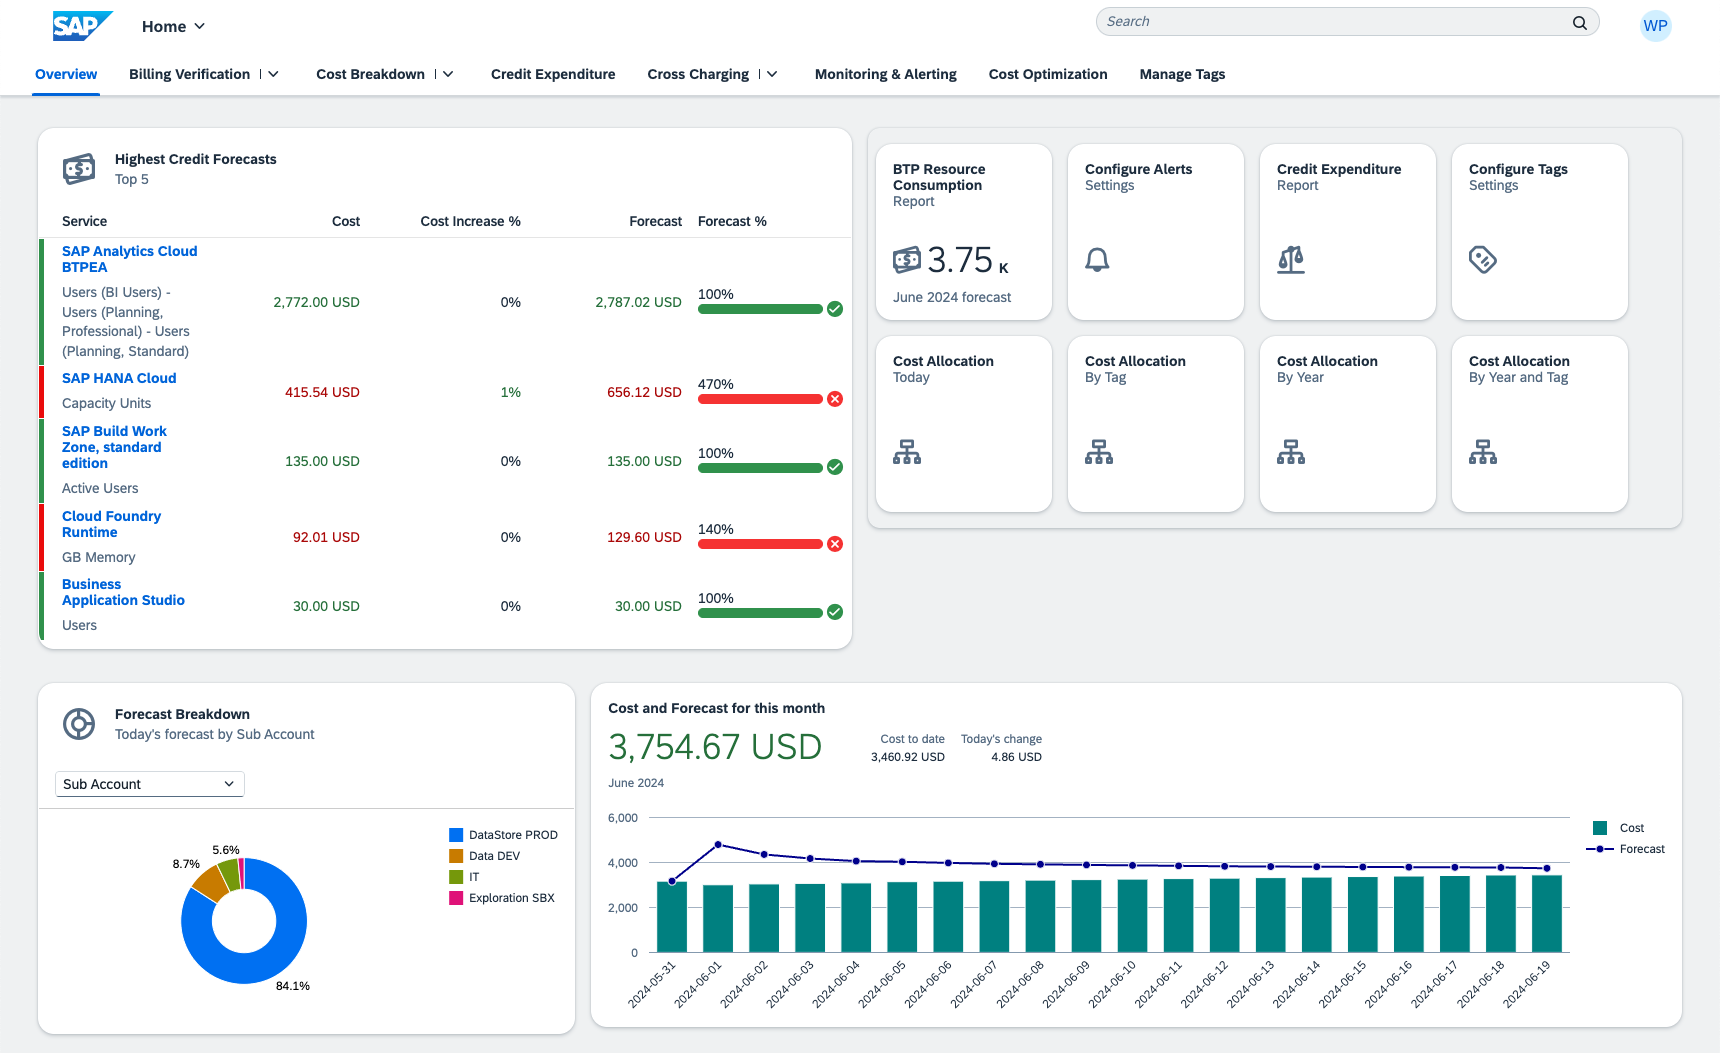 SAP
Home
Search
WP
Overview
Billing Verification
Cost Breakdown
Credit Expenditure
Cross Charging
Monitoring & Alerting
Cost Optimization
Manage Tags
Highest Credit Forecasts
Top 5
Service Cost Cost Increase % Forecast Forecast %
SAP Analytics Cloud
BTPEA
Users (BI Users) -
Users (Planning,
Professional) - Users
(Planning, Standard)
2,772.00 USD 0% 2,787.02 USD 100%
SAP HANA Cloud
Capacity Units
415.54 USD 1% 656.12 USD 470%
SAP Build Work
Zone, standard
edition
Active Users
135.00 USD 0% 135.00 USD 100%
Cloud Foundry
Runtime
GB Memory
92.01 USD 0% 129.60 USD 140%
Business
Application Studio
Users
30.00 USD 0% 30.00 USD 100%
BTP Resource
Consumption
Report
3.75 K
June 2024 forecast
Configure Alerts
Settings
Credit Expenditure
Report
Configure Tags
Settings
Cost Allocation
Today
Cost Allocation
By Tag
Cost Allocation
By Year
Cost Allocation
By Year and Tag
Forecast Breakdown
Today's forecast by Sub Account
Sub Account
8.7%
5.6%
84.1%
DataStore PROD
Data DEV
IT
Exploration SBX
Cost and Forecast for this month
3,754.67 USD
June 2024
Cost to date
3,460.92 USD
Today's change
4.86 USD
6,000
4,000
2,000
0
2024-05-31
2024-06-01
2024-06-02
2024-06-03
2024-06-04
2024-06-05
2024-06-06
2024-06-07
2024-06-08
2024-06-09
2024-06-10
2024-06-11
2024-06-12
2024-06-13
2024-06-14
2024-06-15
2024-06-16
2024-06-17
2024-06-18
2024-06-19
Cost
Forecast